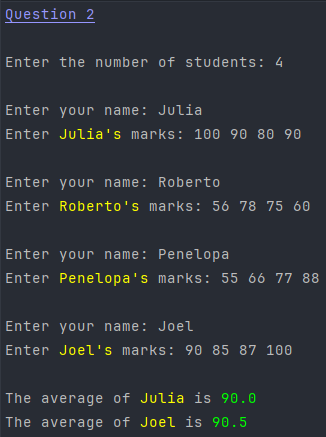 Question 2
Enter the number of students: 4
Enter your name: Julia
Enter Julia's marks: 100 90 80 90
Enter your name: Roberto
Enter Roberto's marks: 56 78 75 60
Enter your name: Penelopa
Enter Penelopa's marks: 55 66 77 88
Enter your name: Joel
Enter Joel's marks: 90 85 87 100
The average of Julia is 90.0
The average of Joel is 90.5